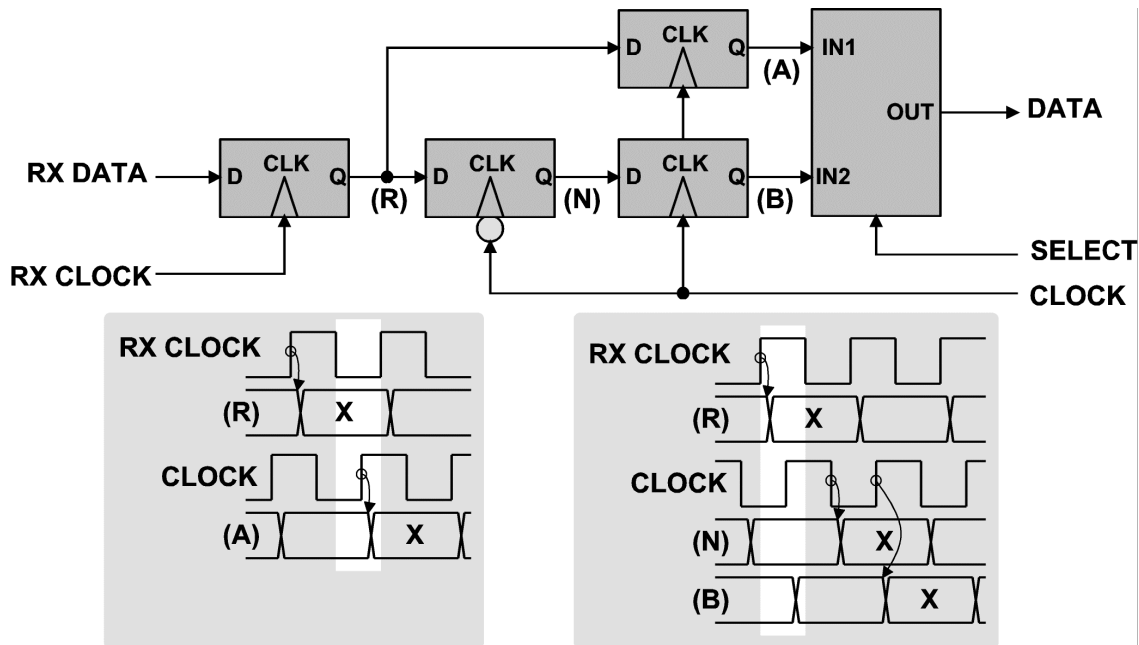 D CLK Q
(A)
IN1
OUT
DATA
RX DATA
D CLK Q
(R)
D CLK Q
(N)
D CLK Q
(B)
IN2
RX CLOCK
SELECT
CLOCK
RX CLOCK
(R) X
CLOCK
(A) X
RX CLOCK
(R) X
CLOCK
(N) X
(B) X